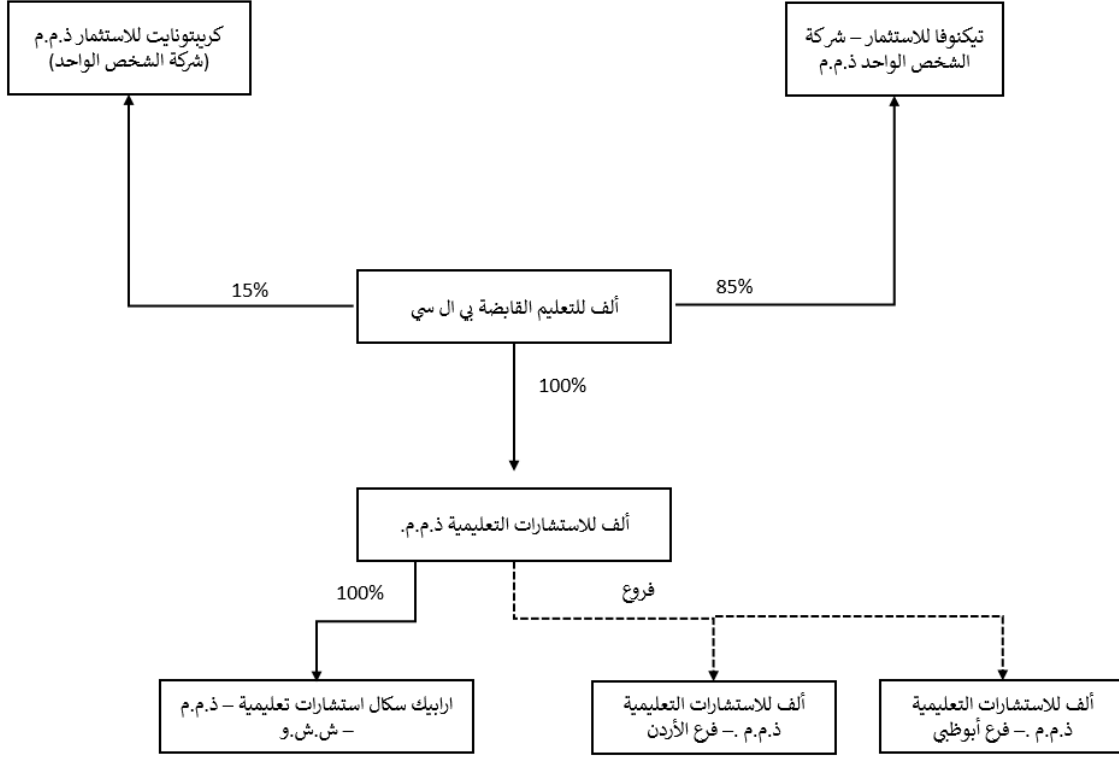 تيكنوفا للاستثمار – شركة
الشخص الواحد ذ.م.م
كريبتونايت للاستثمار ذ.م.م
(شركة الشخص الواحد)
85%
15%
ألف للتعليم القابضة بي ال سي
100%
ألف للاستشارات التعليمية ذ.م.م.
فروع
100%
ألف للاستشارات التعليمية
ذ.م.م .– فرع أبوظبي
ألف للاستشارات التعليمية
ذ.م.م .– فرع الأردن
ارابيك سكال استشارات تعليمية – ذ.م.م
– ش.ش.و